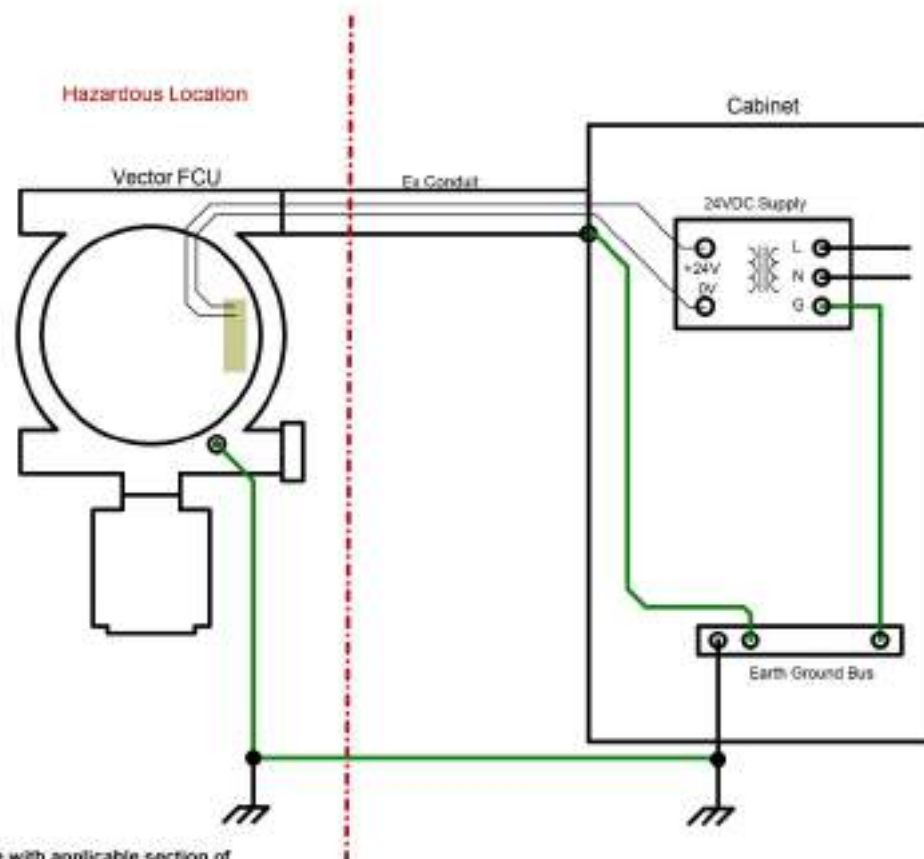 Hazardous Location
Cabinet
Vector FCU
Ex Conduit
24VDC Supply
L
+24V
N
0V
G
Earth Ground Bus
with applicable section of